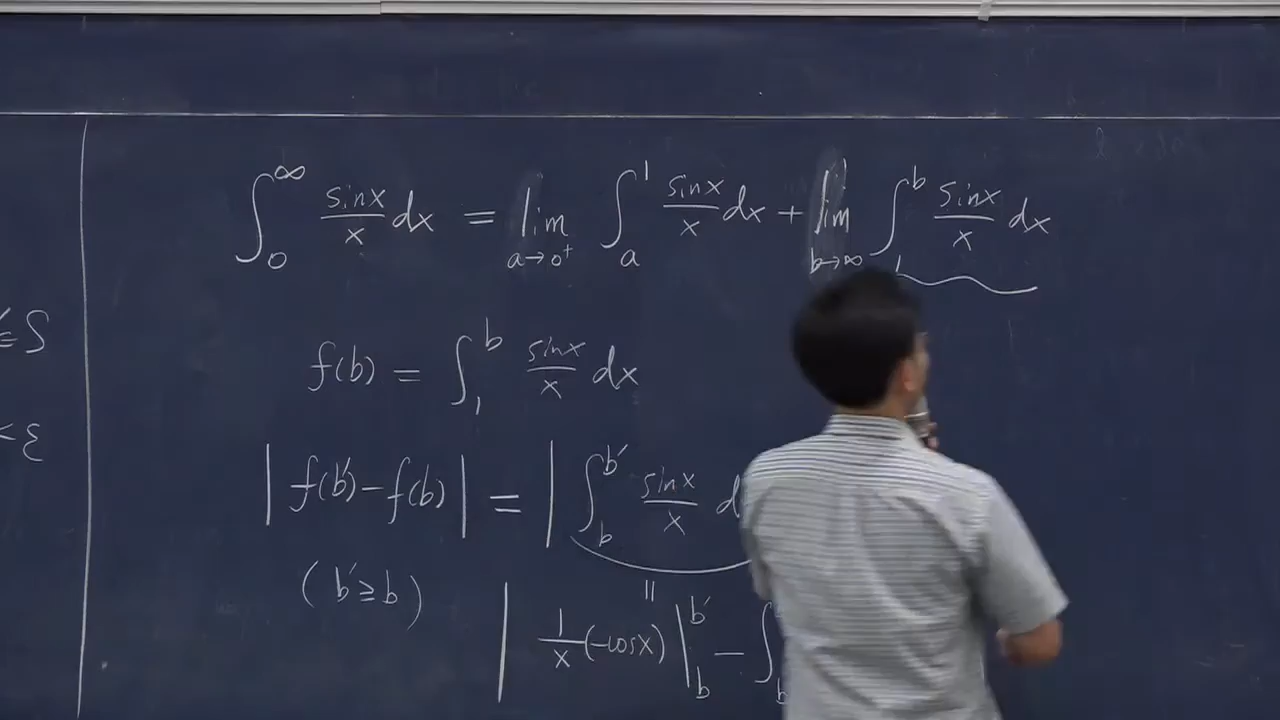 ∫₀^∞ sinx/x dx = lim_{a→0⁺} ∫ₐ¹ sinx/x dx + lim_{b→∞} ∫₁ᵇ sinx/x dx
∈ S
f(b) = ∫₁ᵇ sinx/x dx
< ε
|f(b′) − f(b)| = | ∫_b^{b′} sinx/x d
(b′ ≥ b)
||
| 1/x (−cosx) |_b^{b′} − ∫_b